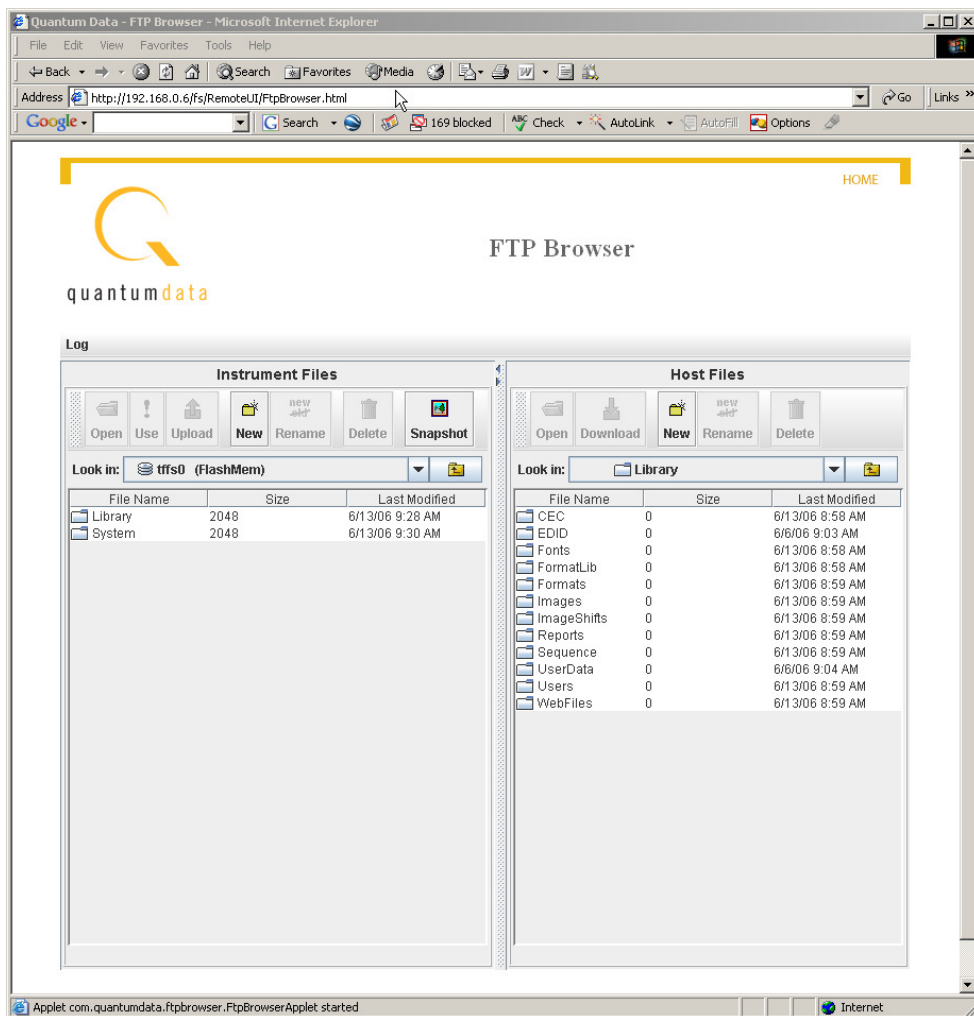 Quantum Data - FTP Browser - Microsoft Internet Explorer
File Edit View Favorites Tools Help
Back Search Favorites Media
Address http://192.168.0.6/fs/RemoteUI/FtpBrowser.html Go Links »
Google Search 169 blocked ABC Check AutoLink AutoFill Options
HOME
FTP Browser
quantumdata
Log
Instrument Files
Open Use Upload New new old Rename Delete Snapshot
Look in: tffs0 (FlashMem)
File Name Size Last Modified
Library 2048 6/13/06 9:28 AM
System 2048 6/13/06 9:30 AM
Host Files
Open Download New new old Rename Delete
Look in: Library
File Name Size Last Modified
CEC 0 6/13/06 8:58 AM
EDID 0 6/6/06 9:03 AM
Fonts 0 6/13/06 8:58 AM
FormatLib 0 6/13/06 8:58 AM
Formats 0 6/13/06 8:59 AM
Images 0 6/13/06 8:59 AM
ImageShifts 0 6/13/06 8:59 AM
Reports 0 6/13/06 8:59 AM
Sequence 0 6/13/06 8:59 AM
UserData 0 6/6/06 9:04 AM
Users 0 6/13/06 8:59 AM
WebFiles 0 6/13/06 8:59 AM
Applet com.quantumdata.ftpbrowser.FtpBrowserApplet started Internet